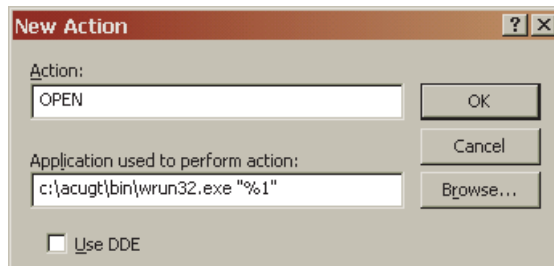 New Action
Action:
OPEN
OK
Cancel
Application used to perform action:
c:\acugt\bin\wrun32.exe "%1"
Browse...
Use DDE